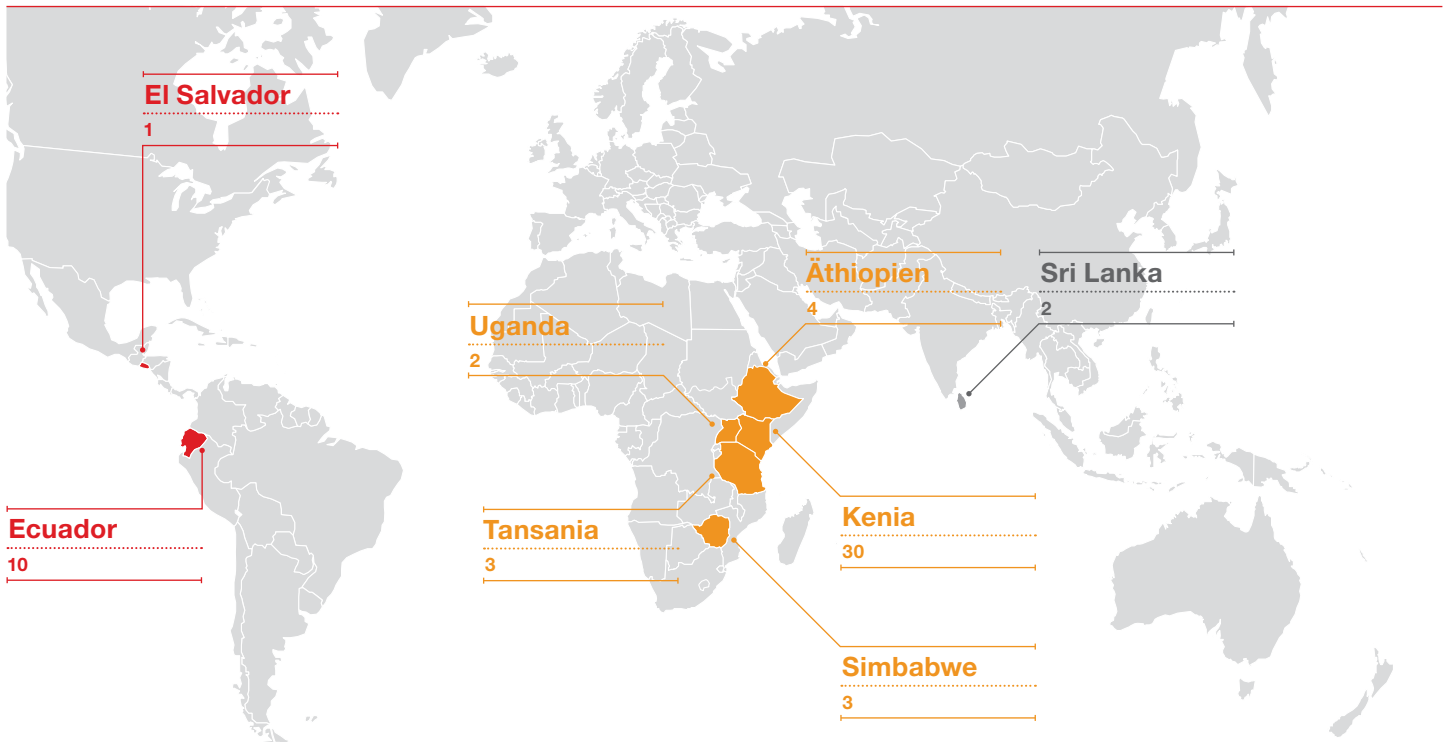 El Salvador
1
Äthiopien
4
Sri Lanka
2
Uganda
2
Ecuador
10
Tansania
3
Kenia
30
Simbabwe
3